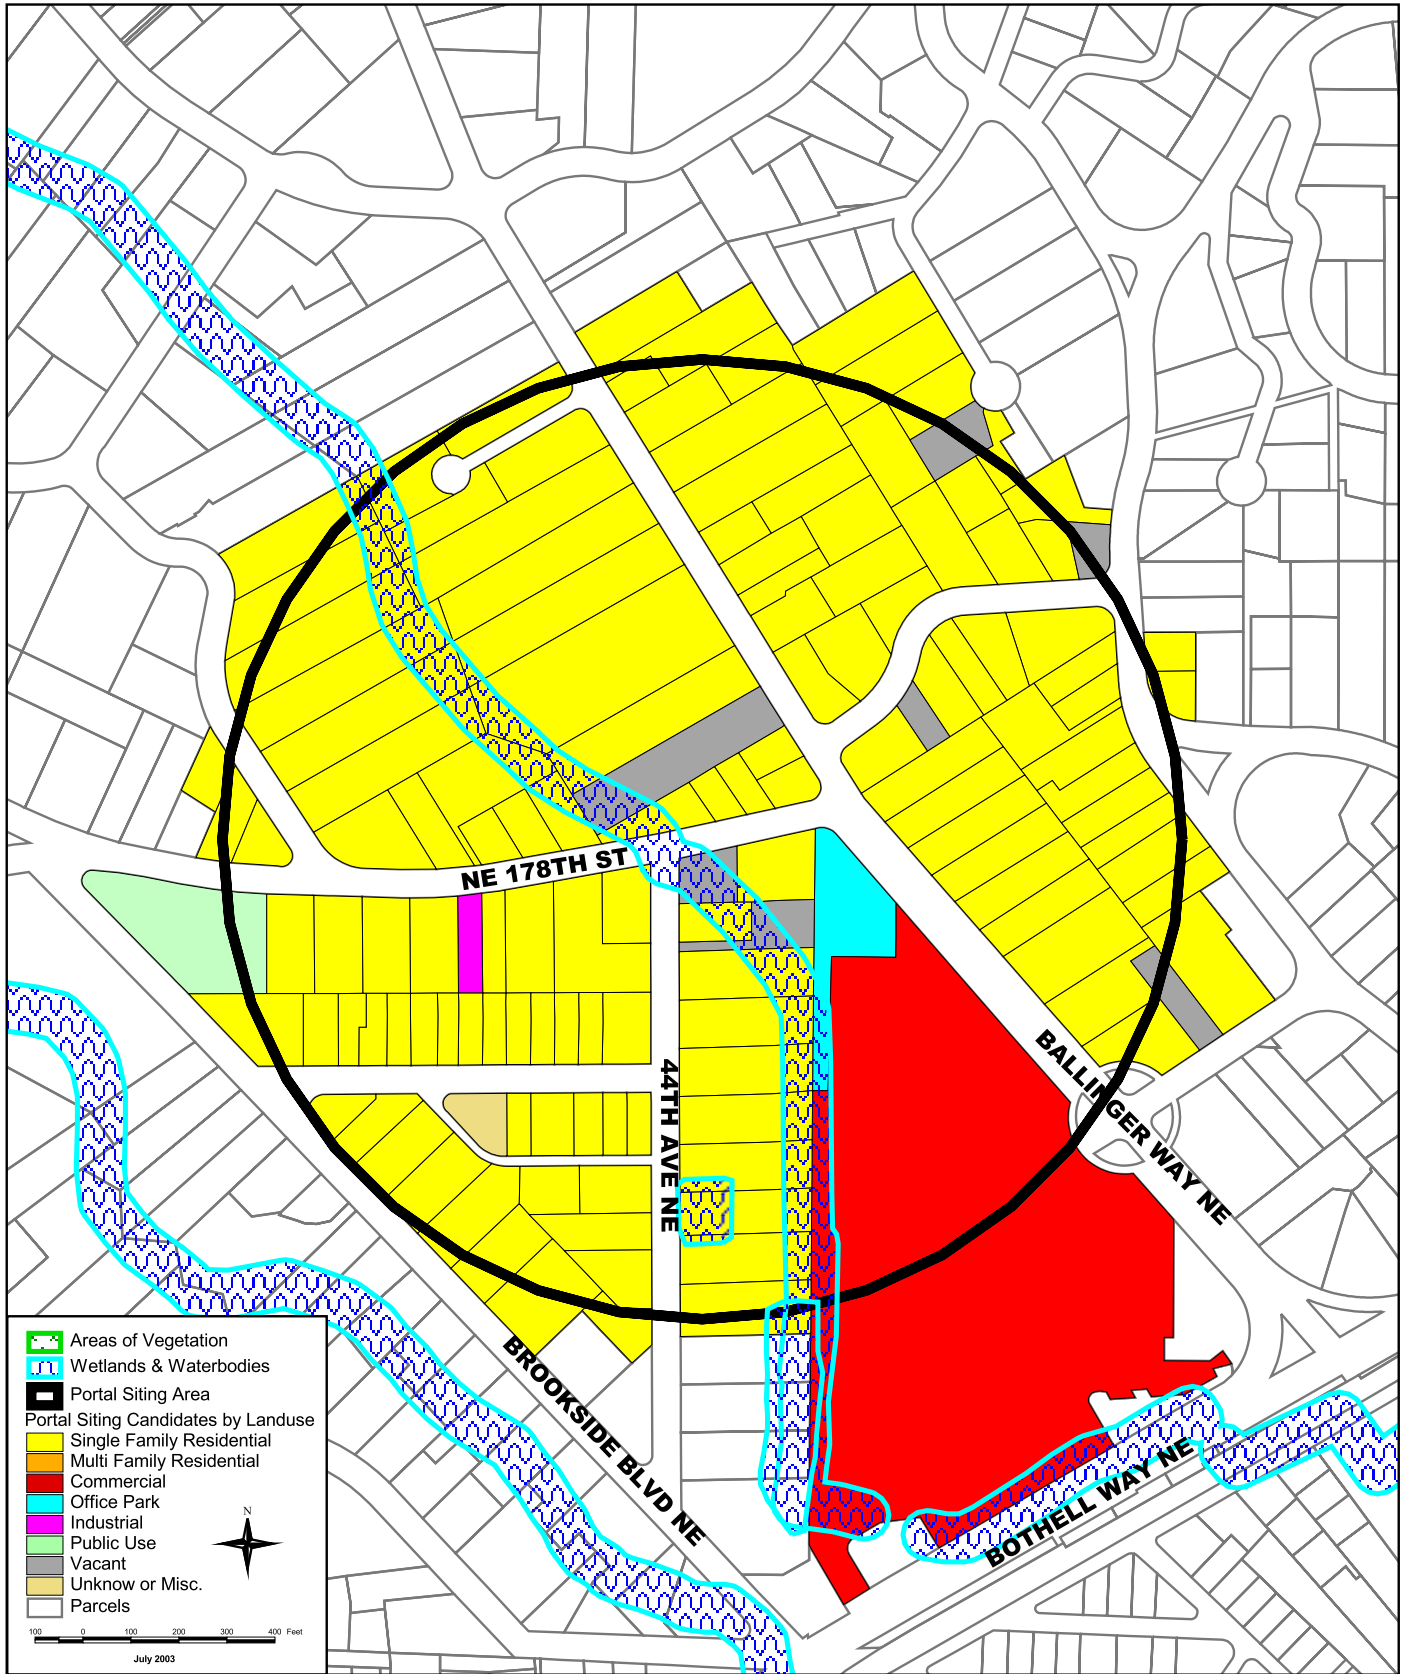 NE 178TH ST
44TH AVE NE
BALLINGER WAY NE
BROOKSIDE BLVD NE
BOTHELL WAY NE
Areas of Vegetation
Wetlands & Waterbodies
Portal Siting Area
Portal Siting Candidates by Landuse
Single Family Residential
Multi Family Residential
Commercial
Office Park
Industrial
Public Use
Vacant
Unknow or Misc.
Parcels
N
100 0 100 200 300 400 Feet
July 2003